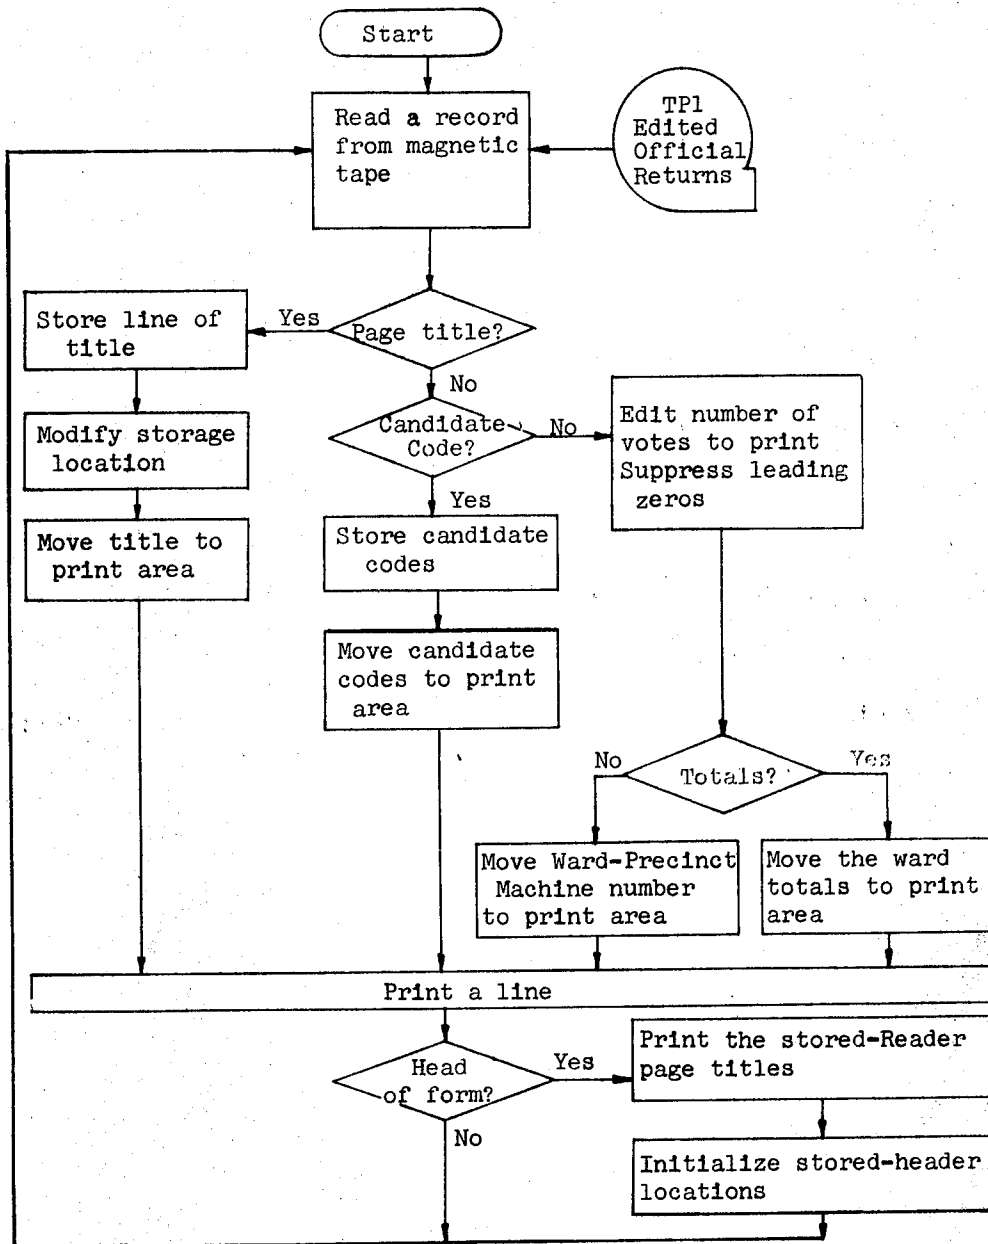 Start
Read a record
from magnetic
tape
TP1
Edited
Official
Returns
Store line of
title
Yes
Page title?
No
Modify storage
location
Candidate
Code?
No
Edit number of
votes to print
Suppress leading
zeros
Yes
Move title to
print area
Store candidate
codes
Move candidate
codes to print
area
No
Totals?
Yes
Move Ward-Precinct
Machine number
to print area
Move the ward
totals to print
area
Print a line
Head
of form?
Yes
Print the stored-Reader
page titles
No
Initialize stored-header
locations